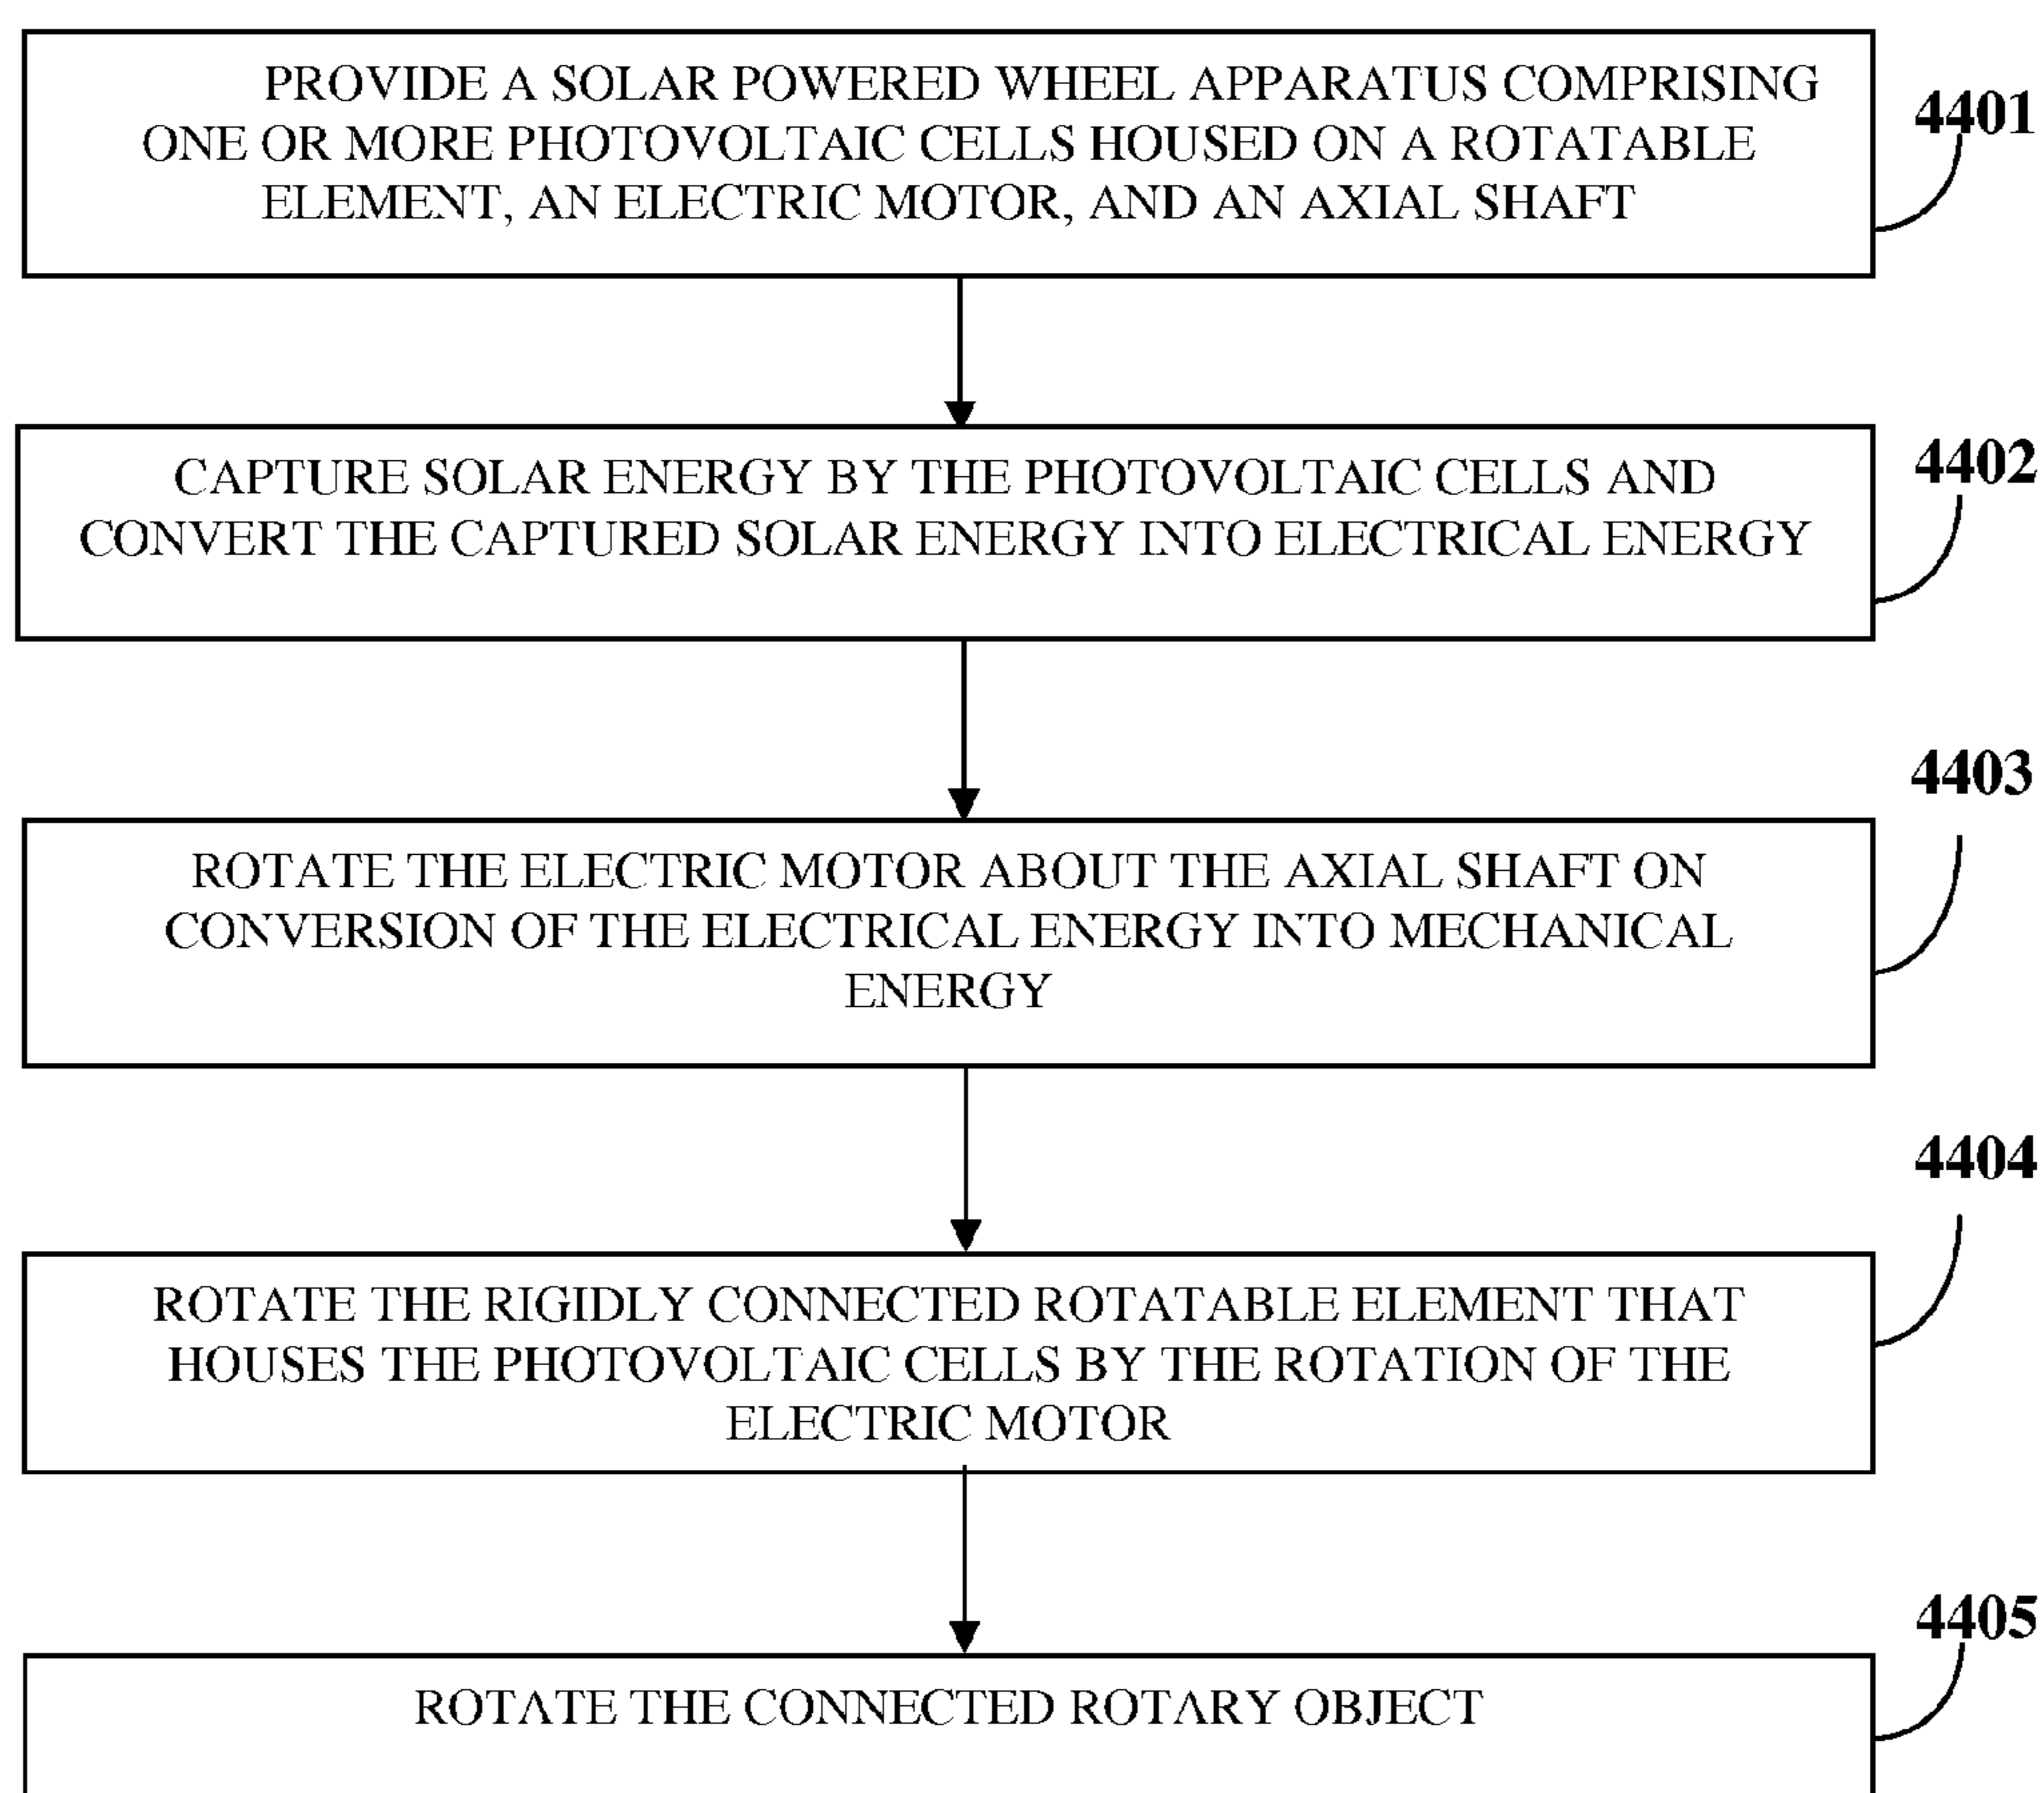 PROVIDE A SOLAR POWERED WHEEL APPARATUS COMPRISING
ONE OR MORE PHOTOVOLTAIC CELLS HOUSED ON A ROTATABLE
ELEMENT, AN ELECTRIC MOTOR, AND AN AXIAL SHAFT
4401
CAPTURE SOLAR ENERGY BY THE PHOTOVOLTAIC CELLS AND
CONVERT THE CAPTURED SOLAR ENERGY INTO ELECTRICAL ENERGY
4402
ROTATE THE ELECTRIC MOTOR ABOUT THE AXIAL SHAFT ON
CONVERSION OF THE ELECTRICAL ENERGY INTO MECHANICAL
ENERGY
4403
ROTATE THE RIGIDLY CONNECTED ROTATABLE ELEMENT THAT
HOUSES THE PHOTOVOLTAIC CELLS BY THE ROTATION OF THE
ELECTRIC MOTOR
4404
ROTATE THE CONNECTED ROTARY OBJECT
4405